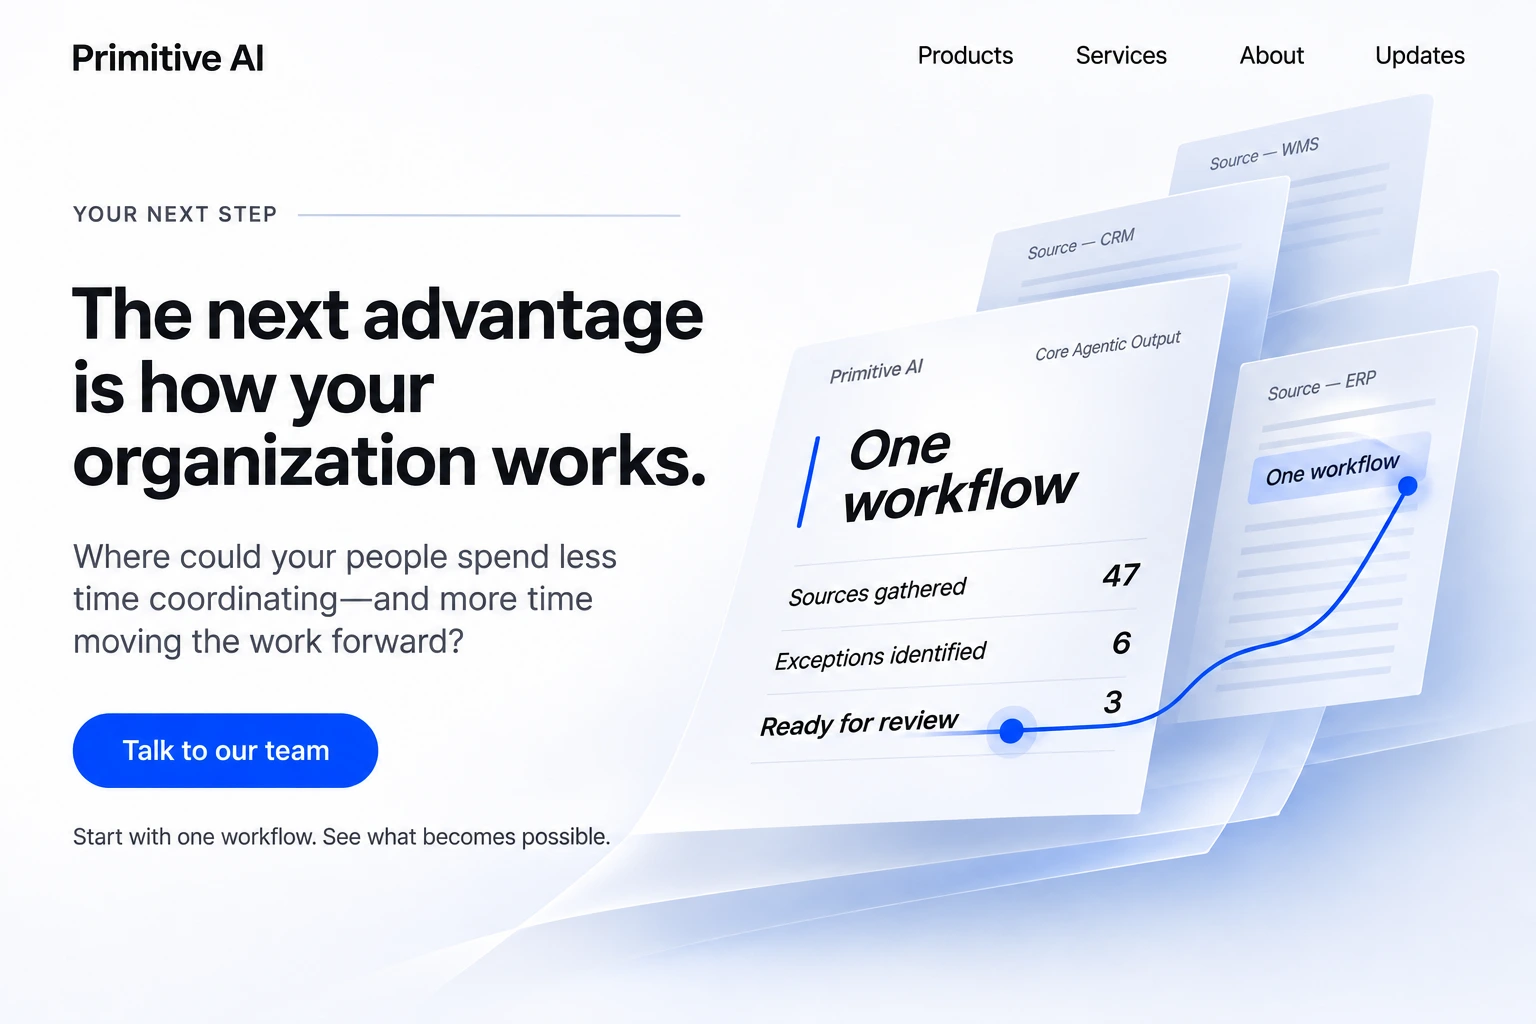 Primitive AI
Products Services About Updates
YOUR NEXT STEP
The next advantage
is how your
organization works.
Where could your people spend less
time coordinating—and more time
moving the work forward?
Talk to our team
Start with one workflow. See what becomes possible.
Source — WMS
Source — CRM
Primitive AI Core Agentic Output
One
workflow
Sources gathered 47
Exceptions identified 6
Ready for review 3
Source — ERP
One workflow